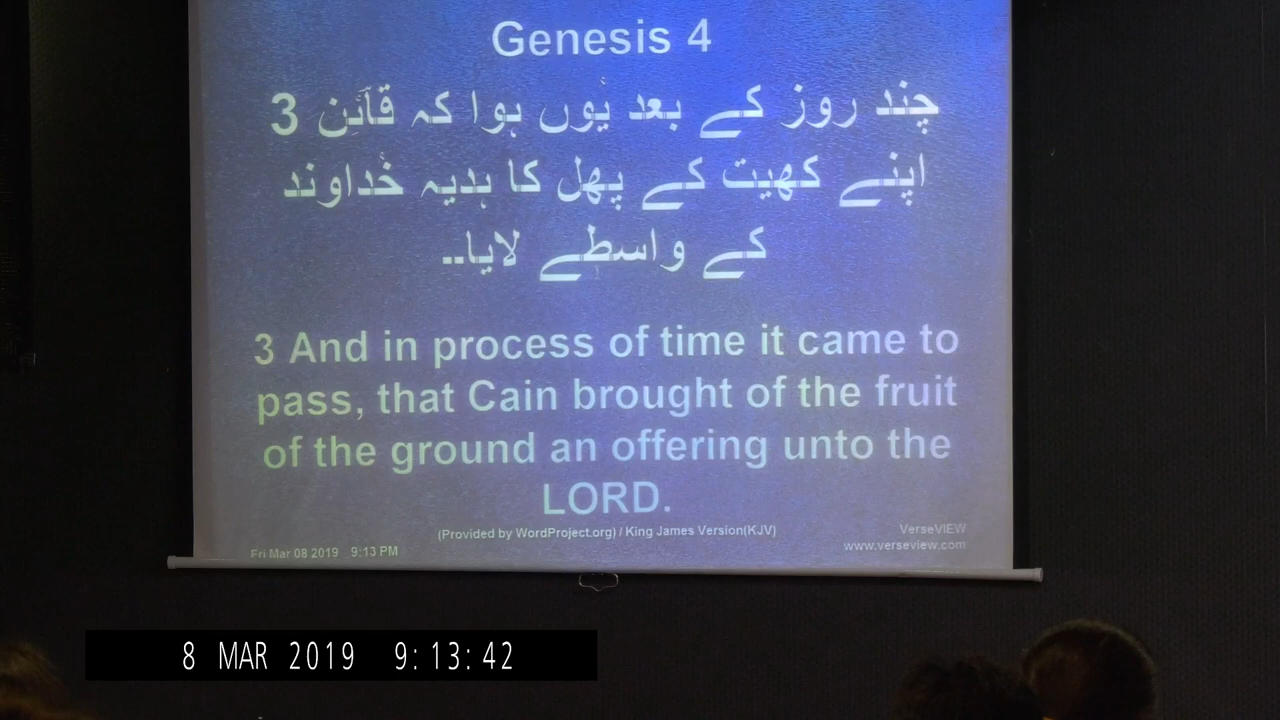 Genesis 4
چند روز کے بعد یُوں ہوا کہ قائن 3
اپنے کھیت کے پھل کا ہدیہ خُداوند
کے واسطے لایا۔۔
3 And in process of time it came to
pass, that Cain brought of the fruit
of the ground an offering unto the
LORD.
(Provided by WordProject.org) / King James Version(KJV)
VerseVIEW
www.verseview.com
Fri Mar 08 2019 9:13 PM
8 MAR 2019 9:13:42